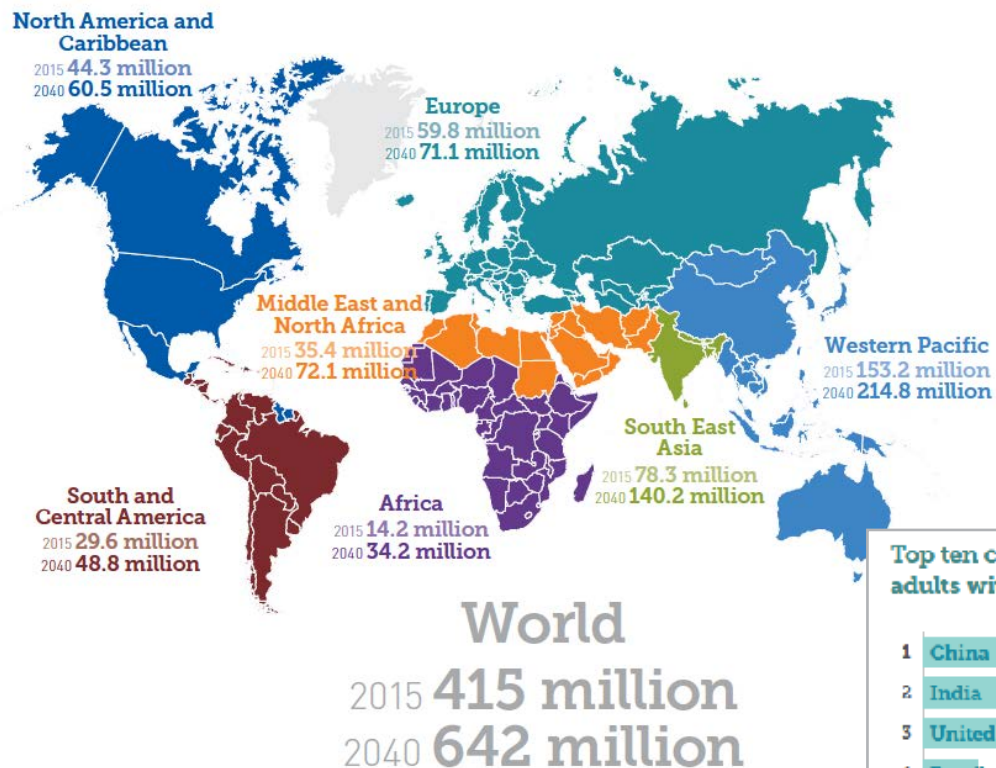 North America and
Caribbean
2015 44.3 million
2040 60.5 million
Europe
2015 59.8 million
2040 71.1 million
Middle East and
North Africa
2015 35.4 million
2040 72.1 million
Western Pacific
2015 153.2 million
2040 214.8 million
South East
Asia
2015 78.3 million
2040 140.2 million
South and
Central America
2015 29.6 million
2040 48.8 million
Africa
2015 14.2 million
2040 34.2 million
World
2015 415 million
2040 642 million
Top ten
adults
1 China
2 India
3 United